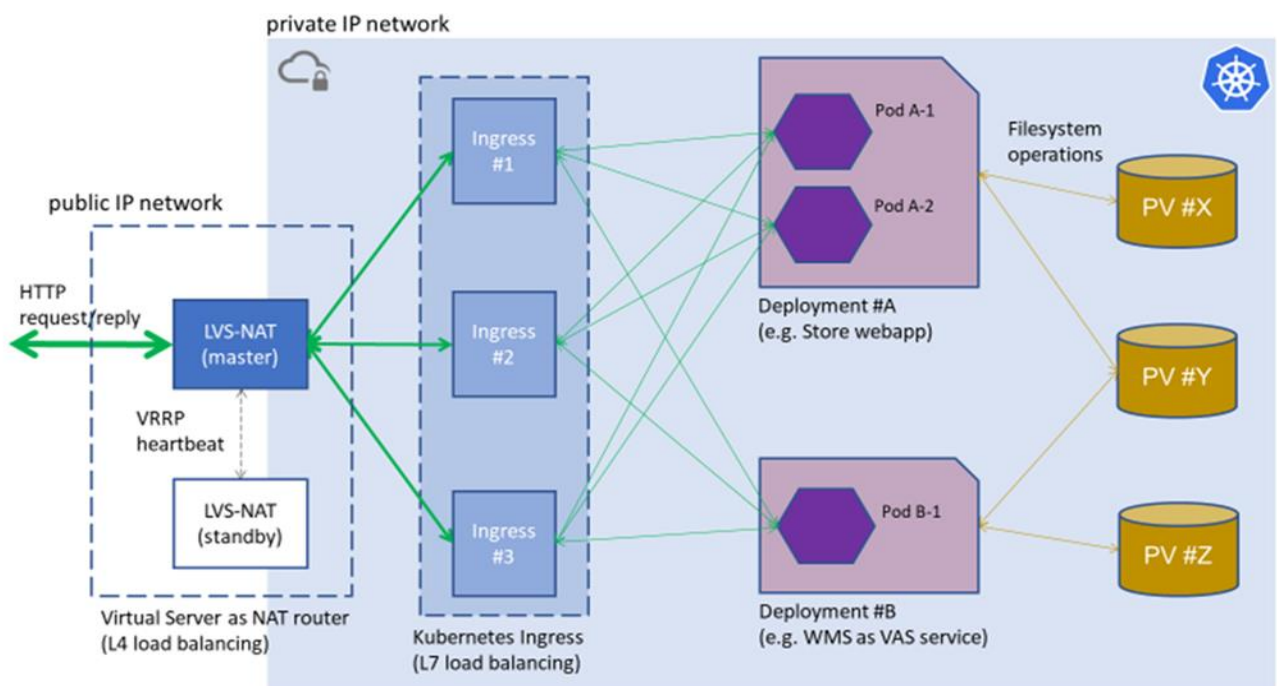 private IP network
public IP network
HTTP
request/reply
LVS-NAT
(master)
VRRP
heartbeat
LVS-NAT
(standby)
Virtual Server as NAT router
(L4 load balancing)
Ingress
#1
Ingress
#2
Ingress
#3
Kubernetes Ingress
(L7 load balancing)
Pod A-1
Pod A-2
Deployment #A
(e.g. Store webapp)
Pod B-1
Deployment #B
(e.g. WMS as VAS service)
Filesystem
operations
PV #X
PV #Y
PV #Z